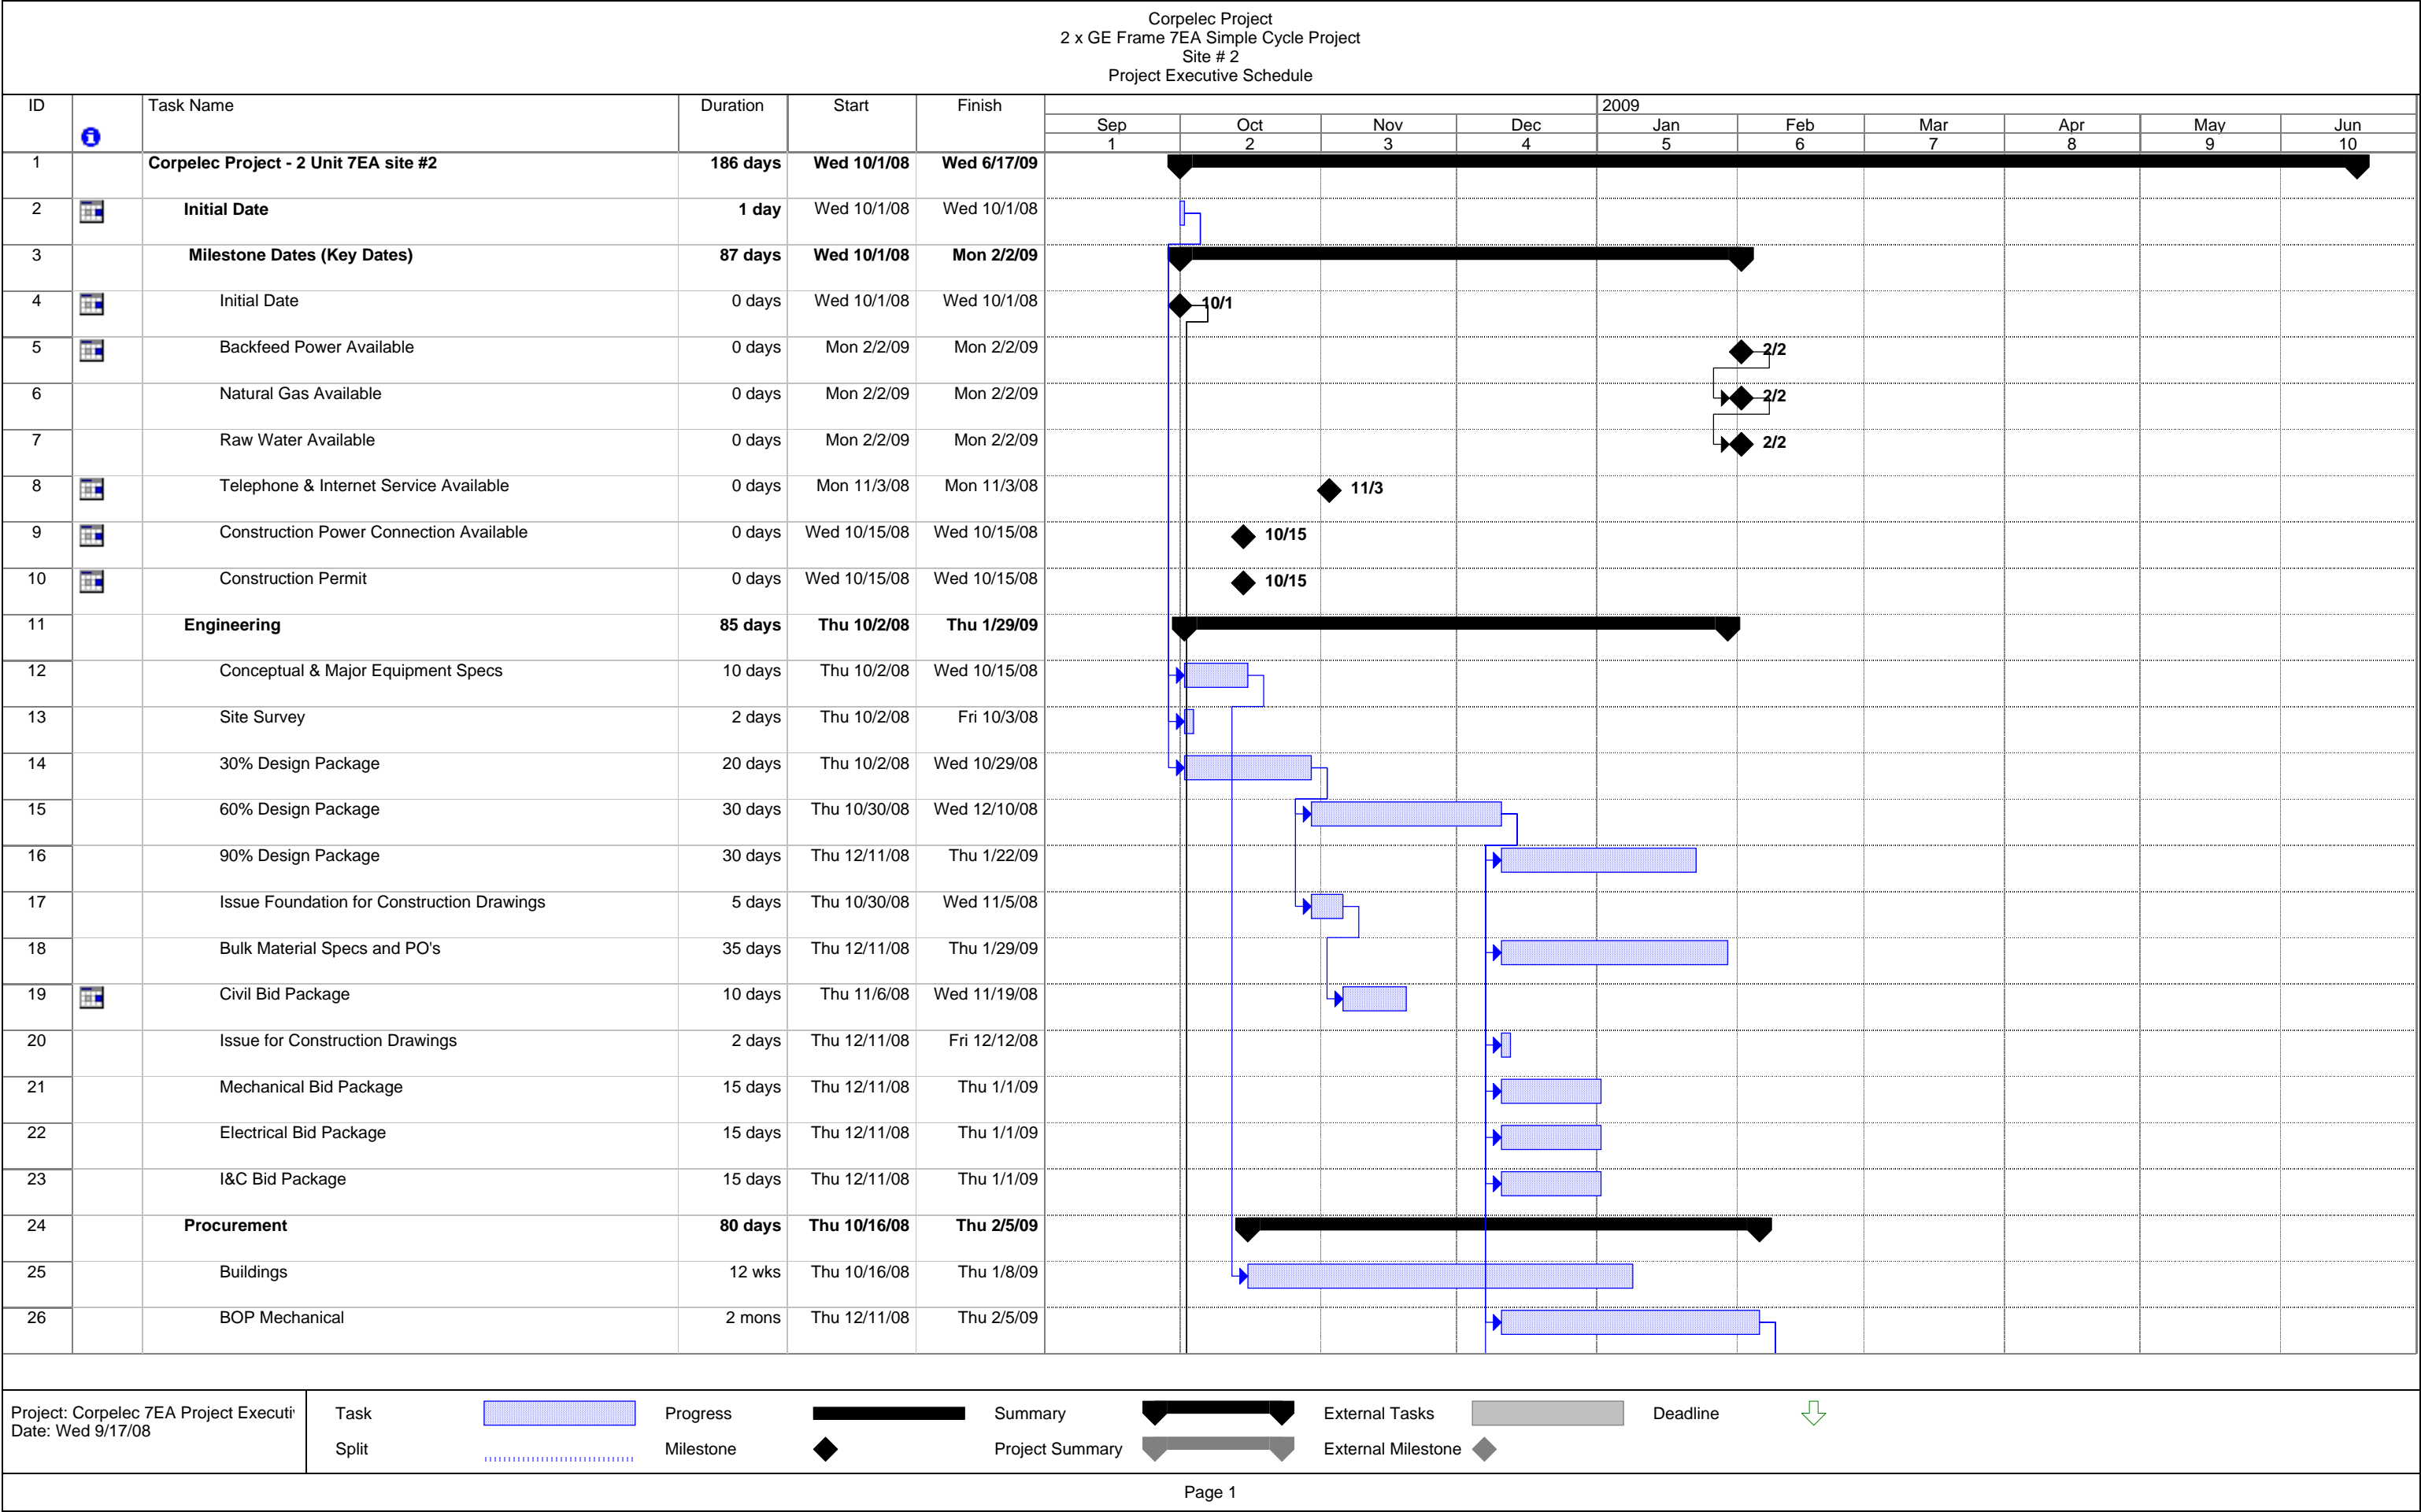 Corpelec Project
2 x GE Frame 7EA Simple Cycle Project
Site # 2
Project Executive Schedule
ID Task Name Duration Start Finish 2009
Sep Oct Nov Dec Jan Feb Mar Apr May Jun
1 2 3 4 5 6 7 8 9 10
1 Corpelec Project - 2 Unit 7EA site #2 186 days Wed 10/1/08 Wed 6/17/09
2 Initial Date 1 day Wed 10/1/08 Wed 10/1/08
3 Milestone Dates (Key Dates) 87 days Wed 10/1/08 Mon 2/2/09
4 Initial Date 0 days Wed 10/1/08 Wed 10/1/08 10/1
5 Backfeed Power Available 0 days Mon 2/2/09 Mon 2/2/09 2/2
6 Natural Gas Available 0 days Mon 2/2/09 Mon 2/2/09 2/2
7 Raw Water Available 0 days Mon 2/2/09 Mon 2/2/09 2/2
8 Telephone & Internet Service Available 0 days Mon 11/3/08 Mon 11/3/08 11/3
9 Construction Power Connection Available 0 days Wed 10/15/08 Wed 10/15/08 10/15
10 Construction Permit 0 days Wed 10/15/08 Wed 10/15/08 10/15
11 Engineering 85 days Thu 10/2/08 Thu 1/29/09
12 Conceptual & Major Equipment Specs 10 days Thu 10/2/08 Wed 10/15/08
13 Site Survey 2 days Thu 10/2/08 Fri 10/3/08
14 30% Design Package 20 days Thu 10/2/08 Wed 10/29/08
15 60% Design Package 30 days Thu 10/30/08 Wed 12/10/08
16 90% Design Package 30 days Thu 12/11/08 Thu 1/22/09
17 Issue Foundation for Construction Drawings 5 days Thu 10/30/08 Wed 11/5/08
18 Bulk Material Specs and PO's 35 days Thu 12/11/08 Thu 1/29/09
19 Civil Bid Package 10 days Thu 11/6/08 Wed 11/19/08
20 Issue for Construction Drawings 2 days Thu 12/11/08 Fri 12/12/08
21 Mechanical Bid Package 15 days Thu 12/11/08 Thu 1/1/09
22 Electrical Bid Package 15 days Thu 12/11/08 Thu 1/1/09
23 I&C Bid Package 15 days Thu 12/11/08 Thu 1/1/09
24 Procurement 80 days Thu 10/16/08 Thu 2/5/09
25 Buildings 12 wks Thu 10/16/08 Thu 1/8/09
26 BOP Mechanical 2 mons Thu 12/11/08 Thu 2/5/09
Project: Corpelec 7EA Project Executi
Date: Wed 9/17/08
Task Progress Summary External Tasks Deadline
Split Milestone Project Summary External Milestone
Page 1